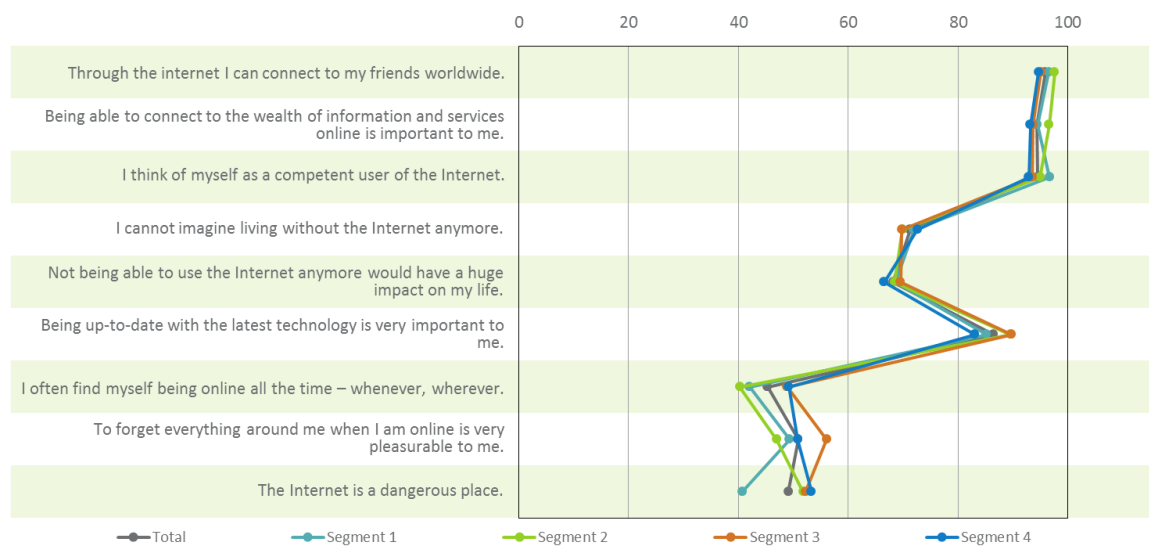 0 20 40 60 80 100
Through the internet I can connect to my friends worldwide.
Being able to connect to the wealth of information and services
online is important to me.
I think of myself as a competent user of the Internet.
I cannot imagine living without the Internet anymore.
Not being able to use the Internet anymore would have a huge
impact on my life.
Being up-to-date with the latest technology is very important to
me.
I often find myself being online all the time – whenever, wherever.
To forget everything around me when I am online is very
pleasurable to me.
The Internet is a dangerous place.
Total Segment 1 Segment 2 Segment 3 Segment 4